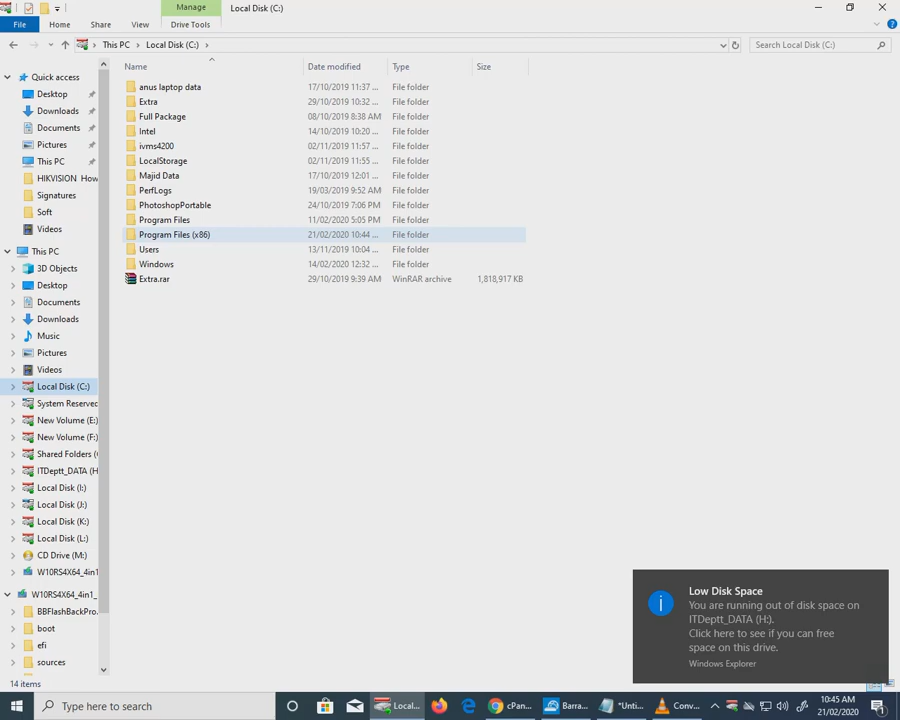 Manage
Local Disk (C:)
File
Home
Share
View
Drive Tools
This PC
Local Disk (C:)
Search Local Disk (C:)
Name
Date modified
Type
Size
Quick access
Desktop
Downloads
Documents
Pictures
This PC
HIKVISION How
Signatures
Soft
Videos
This PC
3D Objects
Desktop
Documents
Downloads
Music
Pictures
Videos
Local Disk (C:)
System Reserved
New Volume (E:)
New Volume (F:)
Shared Folders (
ITDeptt_DATA (H
Local Disk (I:)
Local Disk (J:)
Local Disk (K:)
Local Disk (L:)
CD Drive (M:)
W10RS4X64_4in1
W10RS4X64_4in1_
BBFlashBackPro.
boot
efi
sources
anus laptop data 17/10/2019 11:37 ... File folder
Extra 29/10/2019 10:32 ... File folder
Full Package 08/10/2019 8:38 AM File folder
Intel 14/10/2019 10:20 ... File folder
ivms4200 02/11/2019 11:57 ... File folder
LocalStorage 02/11/2019 11:55 ... File folder
Majid Data 17/10/2019 12:01 ... File folder
PerfLogs 19/03/2019 9:52 AM File folder
PhotoshopPortable 24/10/2019 7:06 PM File folder
Program Files 11/02/2020 5:05 PM File folder
Program Files (x86) 21/02/2020 10:44 ... File folder
Users 13/11/2019 10:04 ... File folder
Windows 14/02/2020 12:32 ... File folder
Extra.rar 29/10/2019 9:39 AM WinRAR archive 1,818,917 KB
Low Disk Space
You are running out of disk space on
ITDeptt_DATA (H:).
Click here to see if you can free
space on this drive.
Windows Explorer
14 items
Type here to search
Local...
cPan...
Barra...
*Unti...
Conv...
10:45 AM
21/02/2020
1